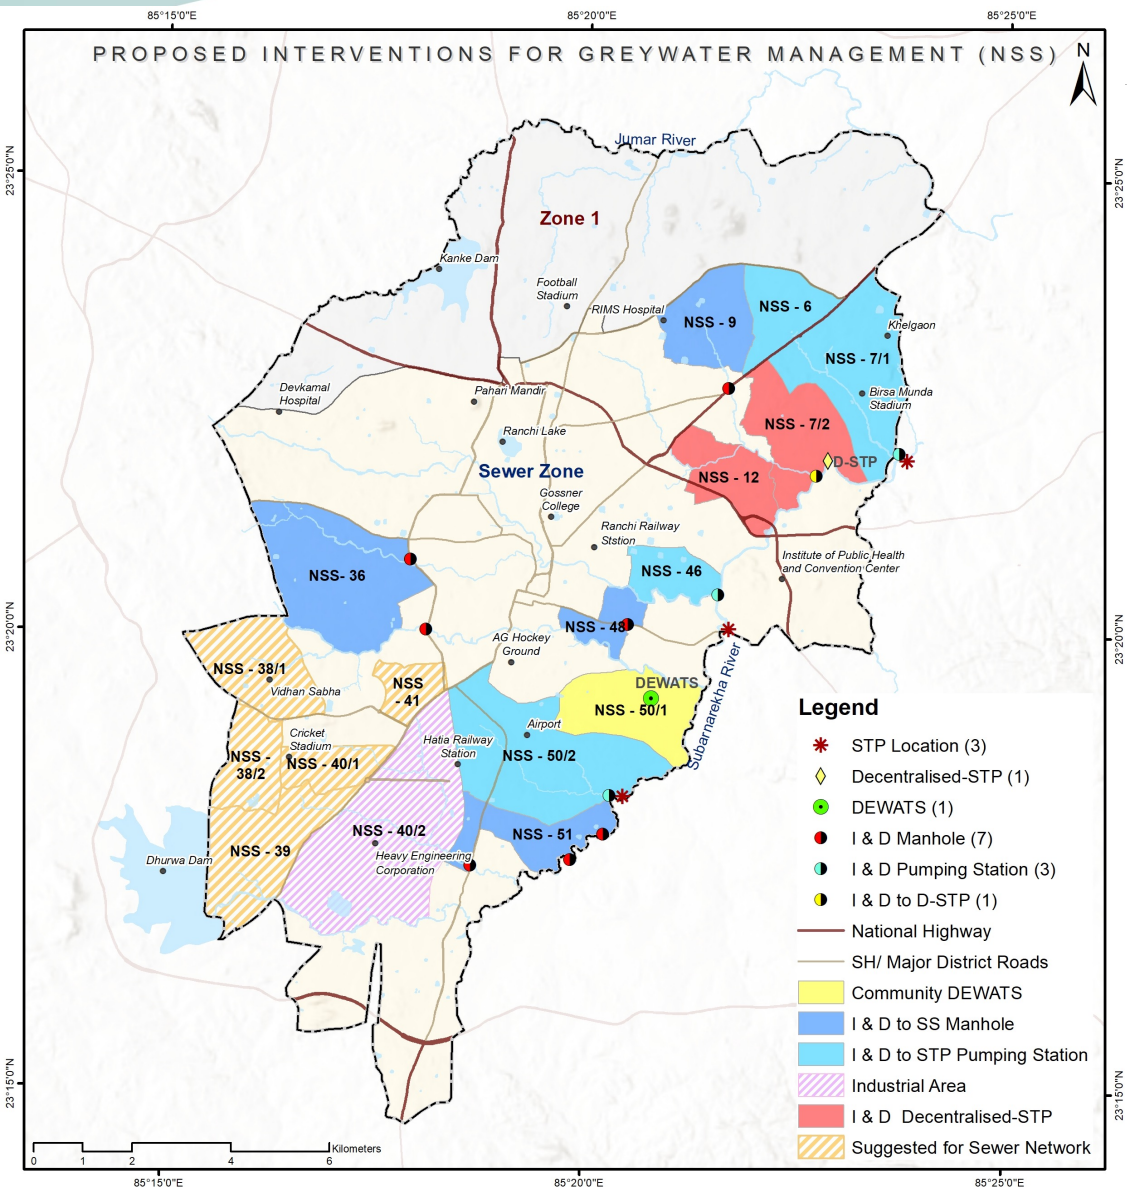 85°15'0"E
85°20'0"E
85°25'0"E
PROPOSED INTERVENTIONS FOR GREYWATER MANAGEMENT (NSS)
N
23°25'0"N
23°25'0"N
Jumar River
Zone 1
Kanke Dam
Football
Stadium
RIMS Hospital
NSS - 9
NSS - 6
Khelgaon
NSS - 7/1
Devkamal
Hospital
Pahari Mandir
Birsa Munda
Stadium
NSS - 7/2
Ranchi Lake
D-STP
Sewer Zone
NSS - 12
Gossner
College
Ranchi Railway
Ststion
Institute of Public Health
and Convention Center
NSS- 36
NSS - 46
23°20'0"N
23°20'0"N
NSS - 48
AG Hockey
Ground
NSS - 38/1
Vidhan Sabha
NSS
- 41
DEWATS
NSS - 50/1
Subarnarekha River
Airport
Cricket
Stadium
Hatia Railway
Station
NSS -
38/2
NSS - 40/1
NSS - 50/2
NSS - 40/2
NSS - 51
NSS - 39
Dhurwa Dam
Heavy Engineering
Corporation
Legend
STP Location (3)
Decentralised-STP (1)
DEWATS (1)
I & D Manhole (7)
I & D Pumping Station (3)
I & D to D-STP (1)
National Highway
SH/ Major District Roads
Community DEWATS
I & D to SS Manhole
I & D to STP Pumping Station
Industrial Area
I & D Decentralised-STP
Suggested for Sewer Network
23°15'0"N
23°15'0"N
Kilometers
0 1 2 4 6
85°15'0"E
85°20'0"E
85°25'0"E